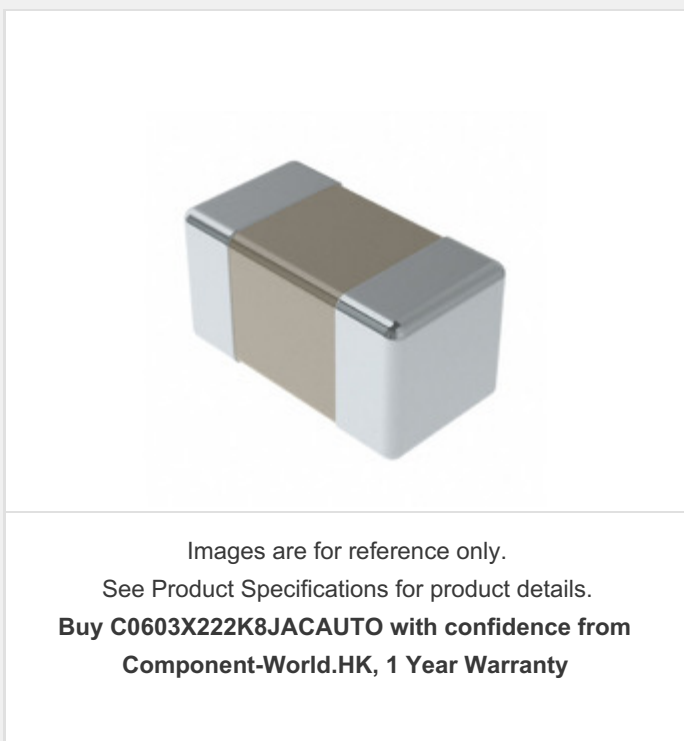 Images are for reference only.
See Product Specifications for product details.
Buy C0603X222K8JACAUTO with confidence from
Component-World.HK, 1 Year Warranty